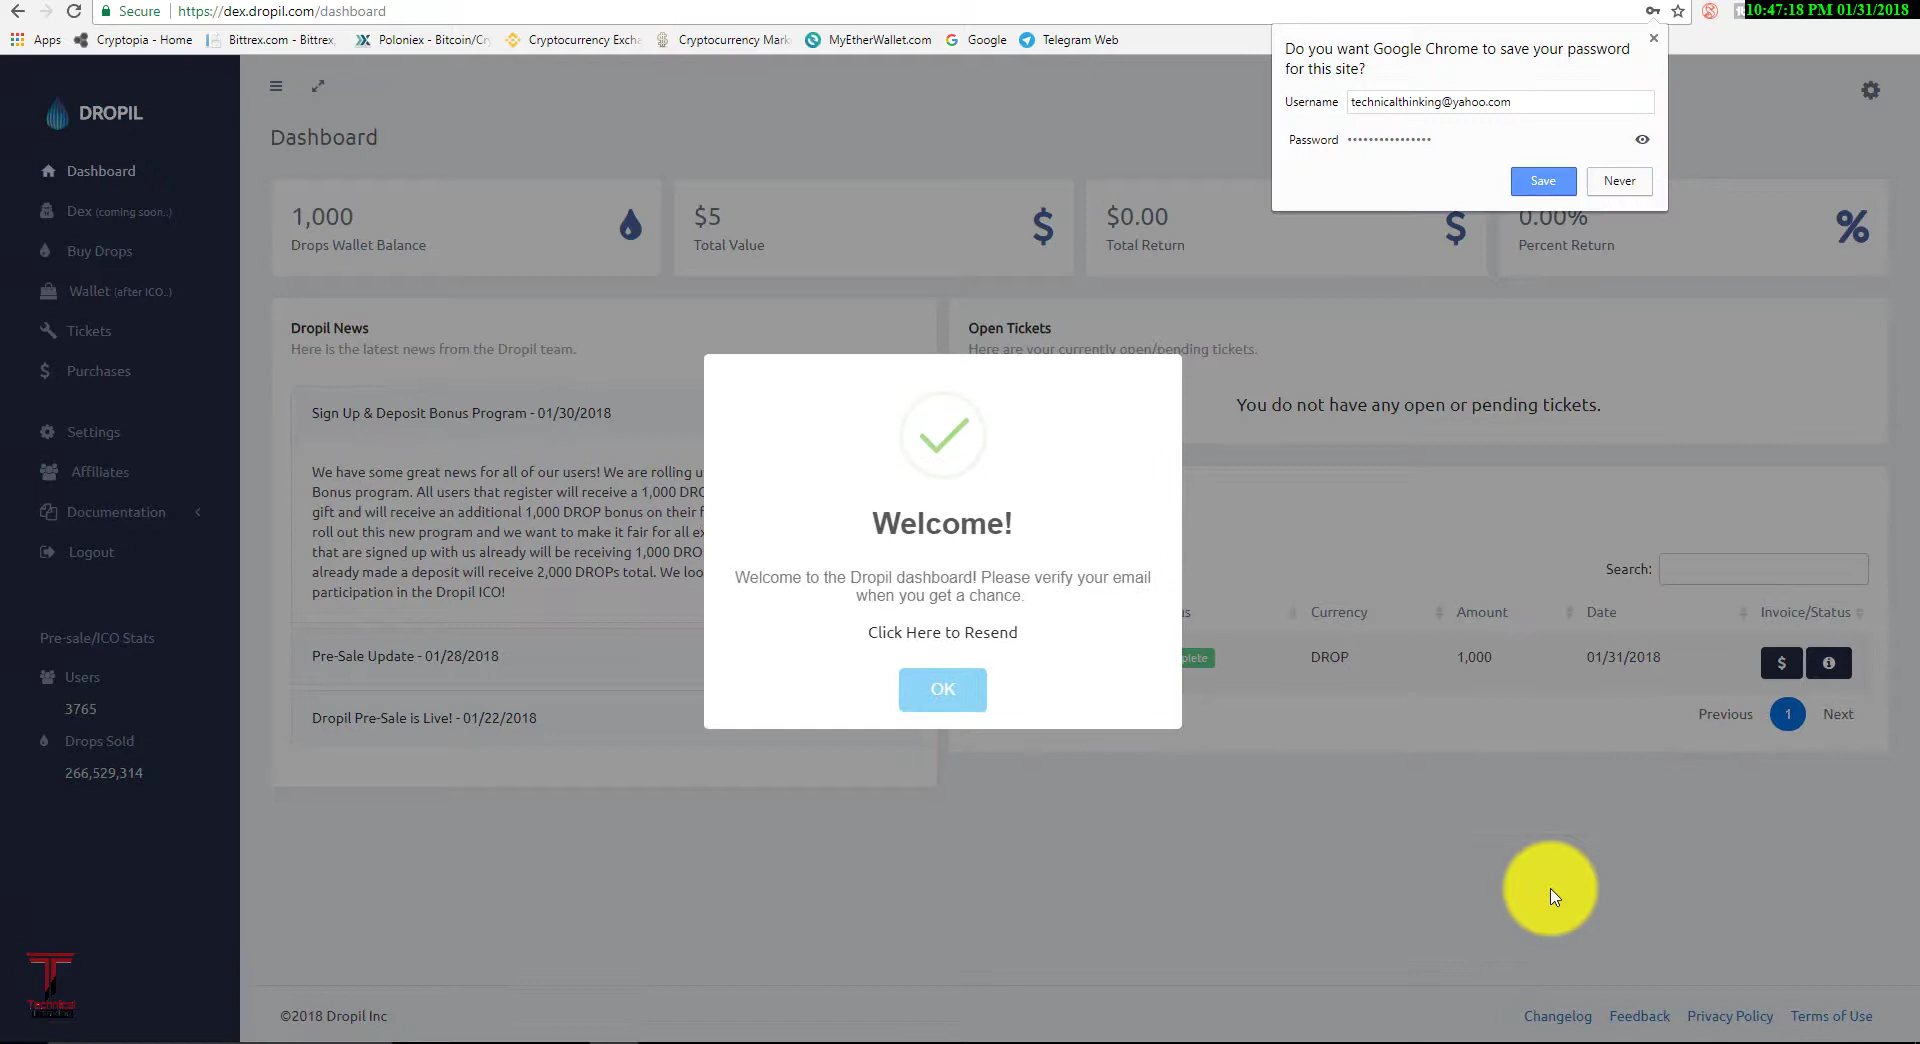 Secure https://dex.dropil.com/dashboard
10:47:18 PM 01/31/2018
Apps Cryptopia - Home Bittrex.com - Bittrex, Poloniex - Bitcoin/Cry Cryptocurrency Excha Cryptocurrency Mark MyEtherWallet.com Google Telegram Web
Do you want Google Chrome to save your password
for this site?
Username technicalthinking@yahoo.com
Password ••••••••••••••••
Save Never
DROPIL
Dashboard
Dex (coming soon..)
Buy Drops
Wallet (after ICO..)
Tickets
Purchases
Settings
Affiliates
Documentation
Logout
Pre-sale/ICO Stats
Users
3765
Drops Sold
266,529,314
Technical
Dashboard
1,000
Drops Wallet Balance
$5
Total Value
$
$0.00
Total Return
$
0.00%
Percent Return
%
Dropil News
Here is the latest news from the Dropil team.
Sign Up & Deposit Bonus Program - 01/30/2018
We have some great news for all of our users! We are rolling u
Bonus program. All users that register will receive a 1,000 DRO
gift and will receive an additional 1,000 DROP bonus on their f
roll out this new program and we want to make it fair for all ex
that are signed up with us already will be receiving 1,000 DRO
already made a deposit will receive 2,000 DROPs total. We loo
participation in the Dropil ICO!
Pre-Sale Update - 01/28/2018
Dropil Pre-Sale is Live! - 01/22/2018
Open Tickets
Here are your currently open/pending tickets.
You do not have any open or pending tickets.
Welcome!
Welcome to the Dropil dashboard! Please verify your email
when you get a chance.
Click Here to Resend
OK
Search:
us Currency Amount Date Invoice/Status
plete DROP 1,000 01/31/2018 $
Previous 1 Next
©2018 Dropil Inc
Changelog Feedback Privacy Policy Terms of Use